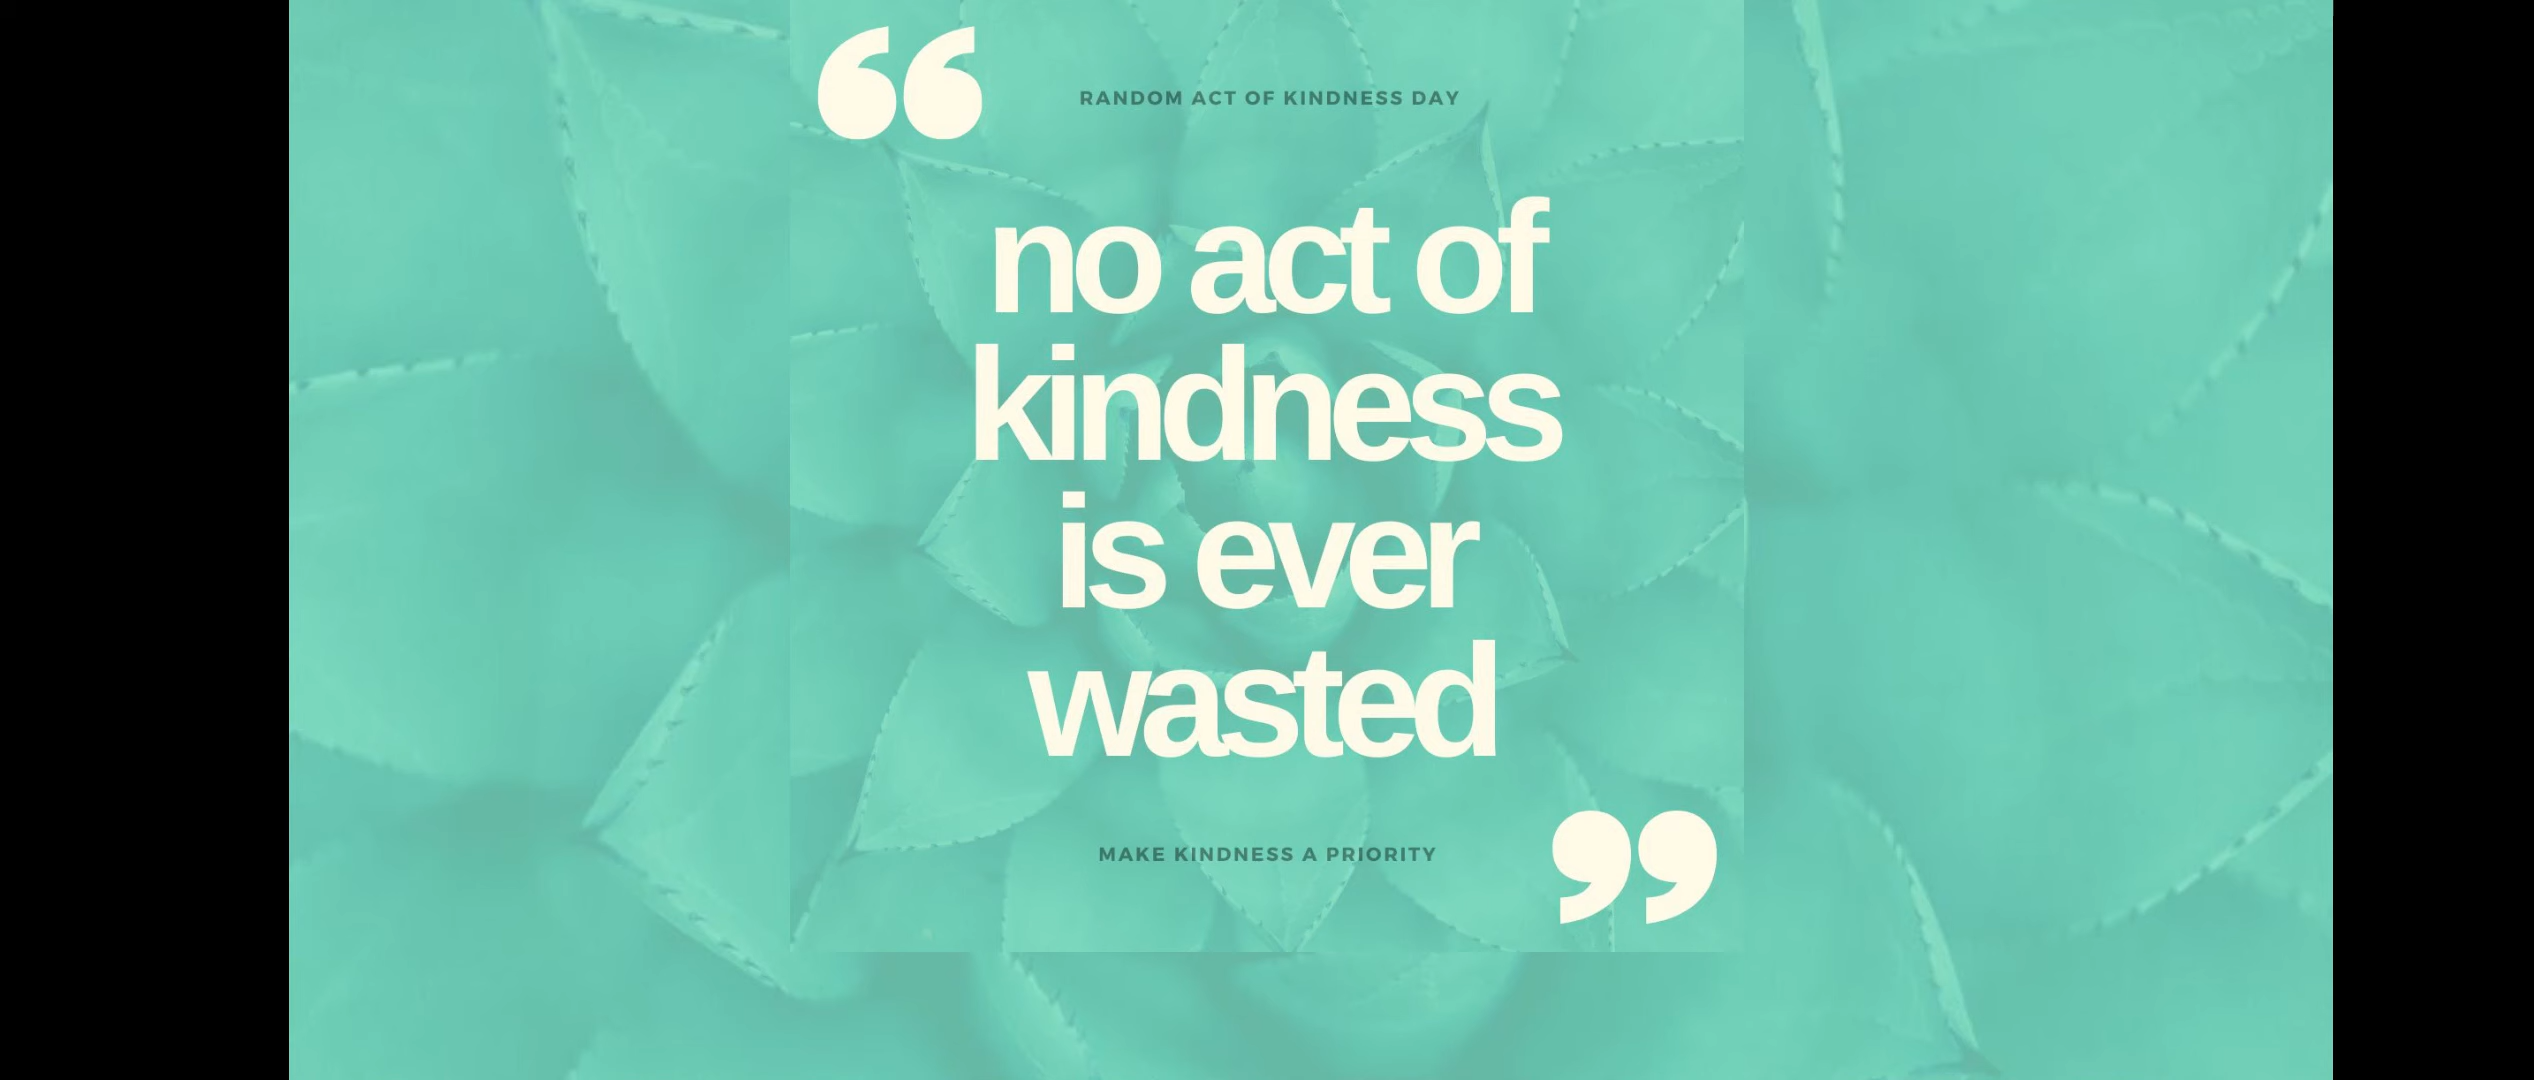 “
RANDOM ACT OF KINDNESS DAY
no act of
kindness
is ever
wasted
MAKE KINDNESS A PRIORITY
”